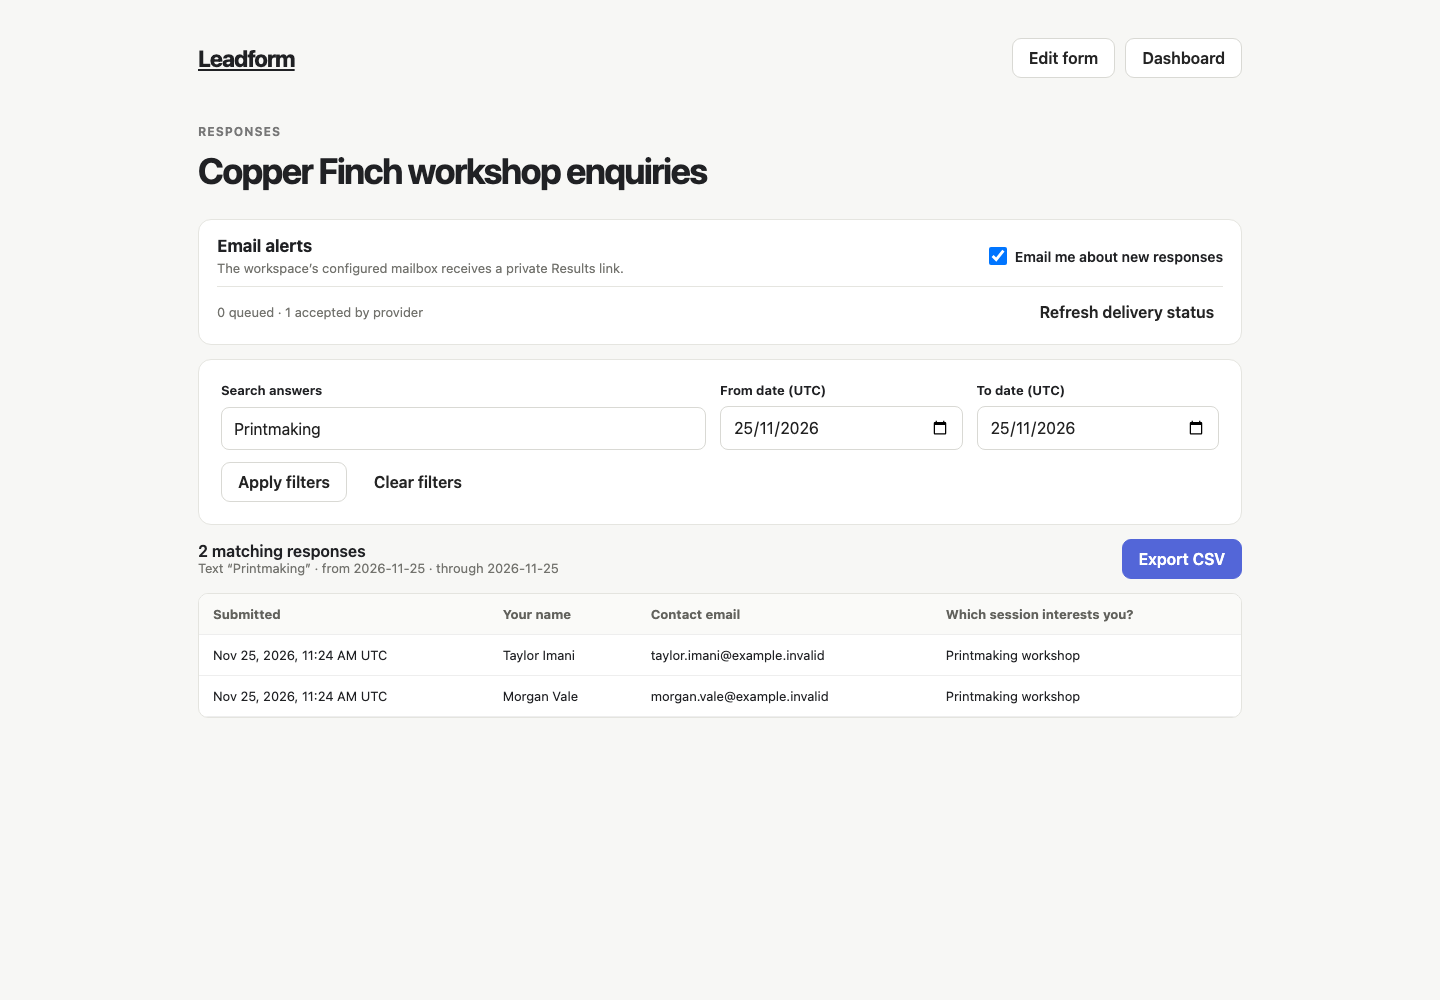 Leadform
Edit form
Dashboard
RESPONSES
Copper Finch workshop enquiries
Email alerts
The workspace's configured mailbox receives a private Results link.
Email me about new responses
0 queued · 1 accepted by provider
Refresh delivery status
Search answers
From date (UTC)
To date (UTC)
Printmaking
25/11/2026
25/11/2026
Apply filters
Clear filters
2 matching responses
Text “Printmaking” · from 2026-11-25 · through 2026-11-25
Export CSV
Submitted Your name Contact email Which session interests you?
Nov 25, 2026, 11:24 AM UTC Taylor Imani taylor.imani@example.invalid Printmaking workshop
Nov 25, 2026, 11:24 AM UTC Morgan Vale morgan.vale@example.invalid Printmaking workshop